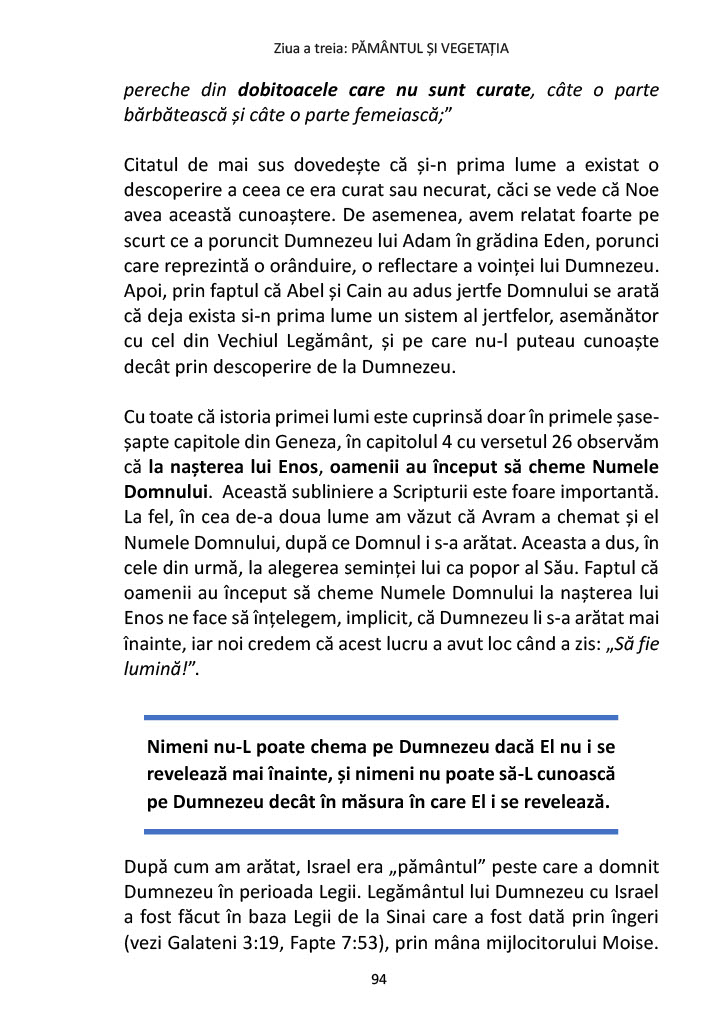 Ziua a treia: PĂMÂNTUL ȘI VEGETAȚIA
pereche din dobitoacele care nu sunt curate, câte o parte
bărbătească și câte o parte femeiască;”
Citatul de mai sus dovedește că și-n prima lume a existat o
descoperire a ceea ce era curat sau necurat, căci se vede că Noe
avea această cunoaștere. De asemenea, avem relatat foarte pe
scurt ce a poruncit Dumnezeu lui Adam în grădina Eden, porunci
care reprezintă o orânduire, o reflectare a voinței lui Dumnezeu.
Apoi, prin faptul că Abel și Cain au adus jertfe Domnului se arată
că deja exista si-n prima lume un sistem al jertfelor, asemănător
cu cel din Vechiul Legământ, și pe care nu-l puteau cunoaște
decât prin descoperire de la Dumnezeu.
Cu toate că istoria primei lumi este cuprinsă doar în primele șase-
șapte capitole din Geneza, în capitolul 4 cu versetul 26 observăm
că la nașterea lui Enos, oamenii au început să cheme Numele
Domnului. Această subliniere a Scripturii este foare importantă.
La fel, în cea de-a doua lume am văzut că Avram a chemat și el
Numele Domnului, după ce Domnul i s-a arătat. Aceasta a dus, în
cele din urmă, la alegerea seminței lui ca popor al Său. Faptul că
oamenii au început să cheme Numele Domnului la nașterea lui
Enos ne face să înțelegem, implicit, că Dumnezeu li s-a arătat mai
înainte, iar noi credem că acest lucru a avut loc când a zis: „Să fie
lumină!”.
Nimeni nu-L poate chema pe Dumnezeu dacă El nu i se
revelează mai înainte, și nimeni nu poate să-L cunoască
pe Dumnezeu decât în măsura în care El i se revelează.
După cum am arătat, Israel era „pământul” peste care a domnit
Dumnezeu în perioada Legii. Legământul lui Dumnezeu cu Israel
a fost făcut în baza Legii de la Sinai care a fost dată prin îngeri
(vezi Galateni 3:19, Fapte 7:53), prin mâna mijlocitorului Moise.
94